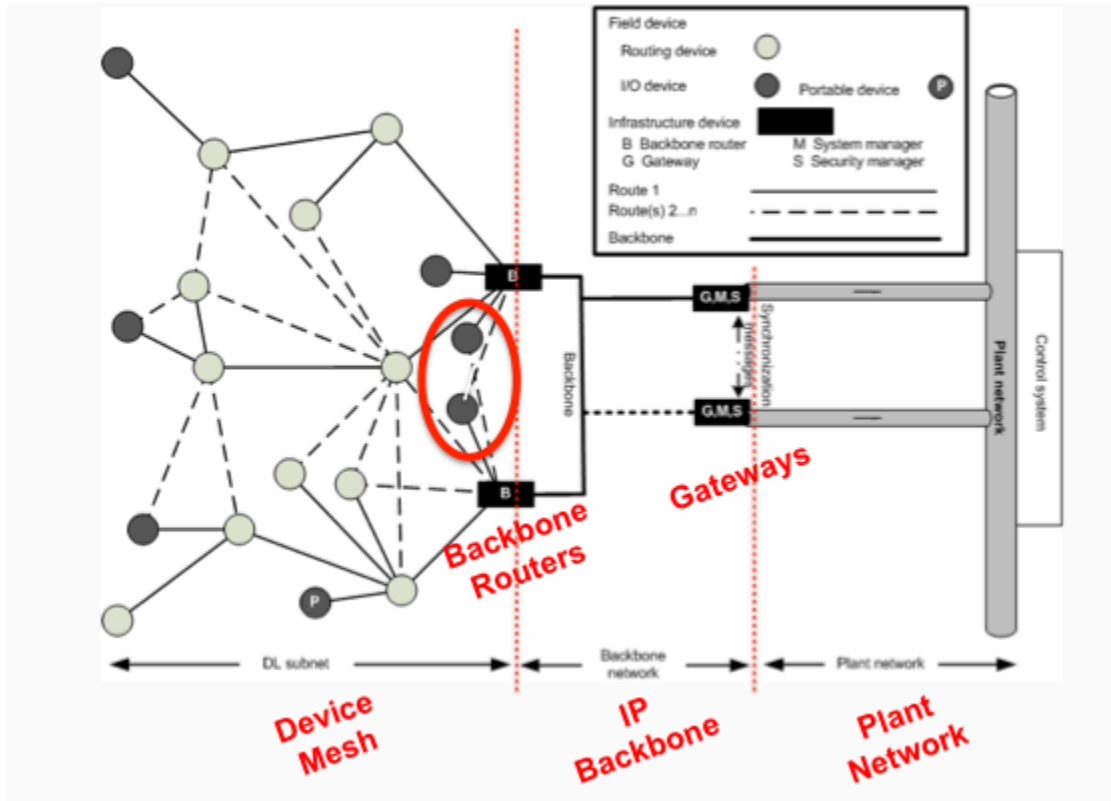 Field device
Routing device
I/O device
Portable device
P
Infrastructure device
B Backbone router
M System manager
G Gateway
S Security manager
Route 1
Route(s) 2...n
Backbone
B
G,M,S
Synchronization
messages
Backbone
G,M,S
Plant network
Control system
B
P
Gateways
Backbone
Routers
DL subnet
Backbone
network
Plant network
Device
Mesh
IP
Backbone
Plant
Network